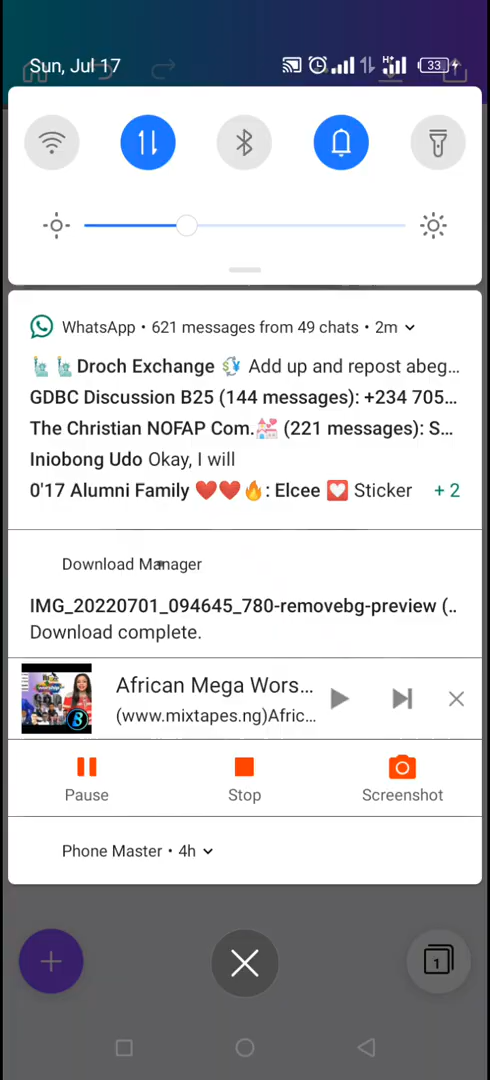 Sun, Jul 17
H+
33
WhatsApp • 621 messages from 49 chats • 2m
🗽 🗽 Droch Exchange 💱 Add up and repost abeg...
GDBC Discussion B25 (144 messages): +234 705...
The Christian NOFAP Com.💒 (221 messages): S...
Iniobong Udo Okay, I will
0'17 Alumni Family ❤️❤️🔥: Elcee 💟 Sticker + 2
Download Manager
IMG_20220701_094645_780-removebg-preview (..
Download complete.
African Mega Wors...
(www.mixtapes.ng)Afric...
Pause
Stop
Screenshot
Phone Master • 4h
1